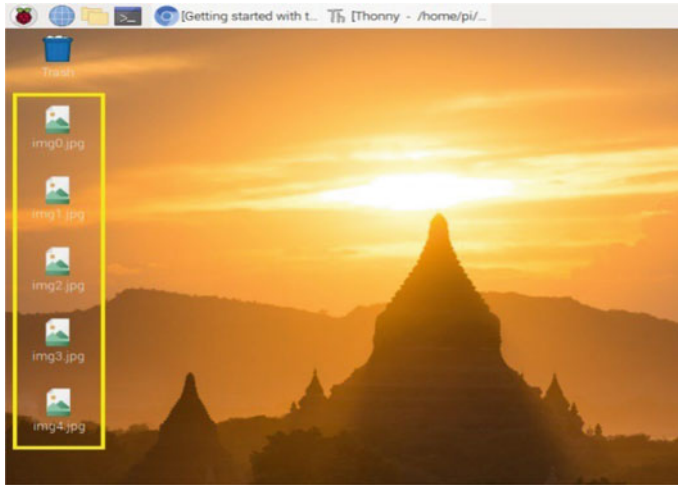 [Getting started with t...
[Thonny - /home/pi/...
Trash
img0.jpg
img1.jpg
img2.jpg
img3.jpg
img4.jpg